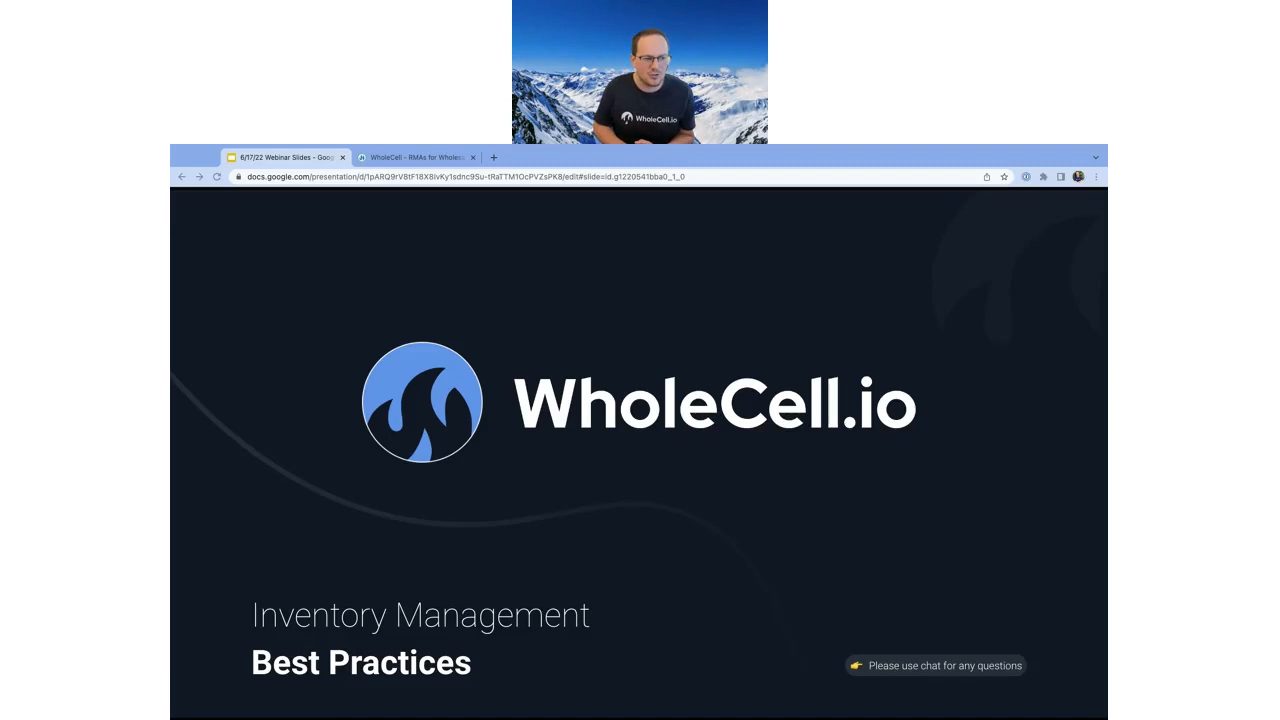 WholeCell.io
6/17/22 Webinar Slides - Goog
WholeCell - RMAs for Wholesa
docs.google.com/presentation/d/1pARQ9rV8tF18X8IvKy1sdnc9Su-tRaTTM1OcPVZsPK8/edit#slide=id.g1220541bba0_1_0
WholeCell.io
Inventory Management
Best Practices
Please use chat for any questions